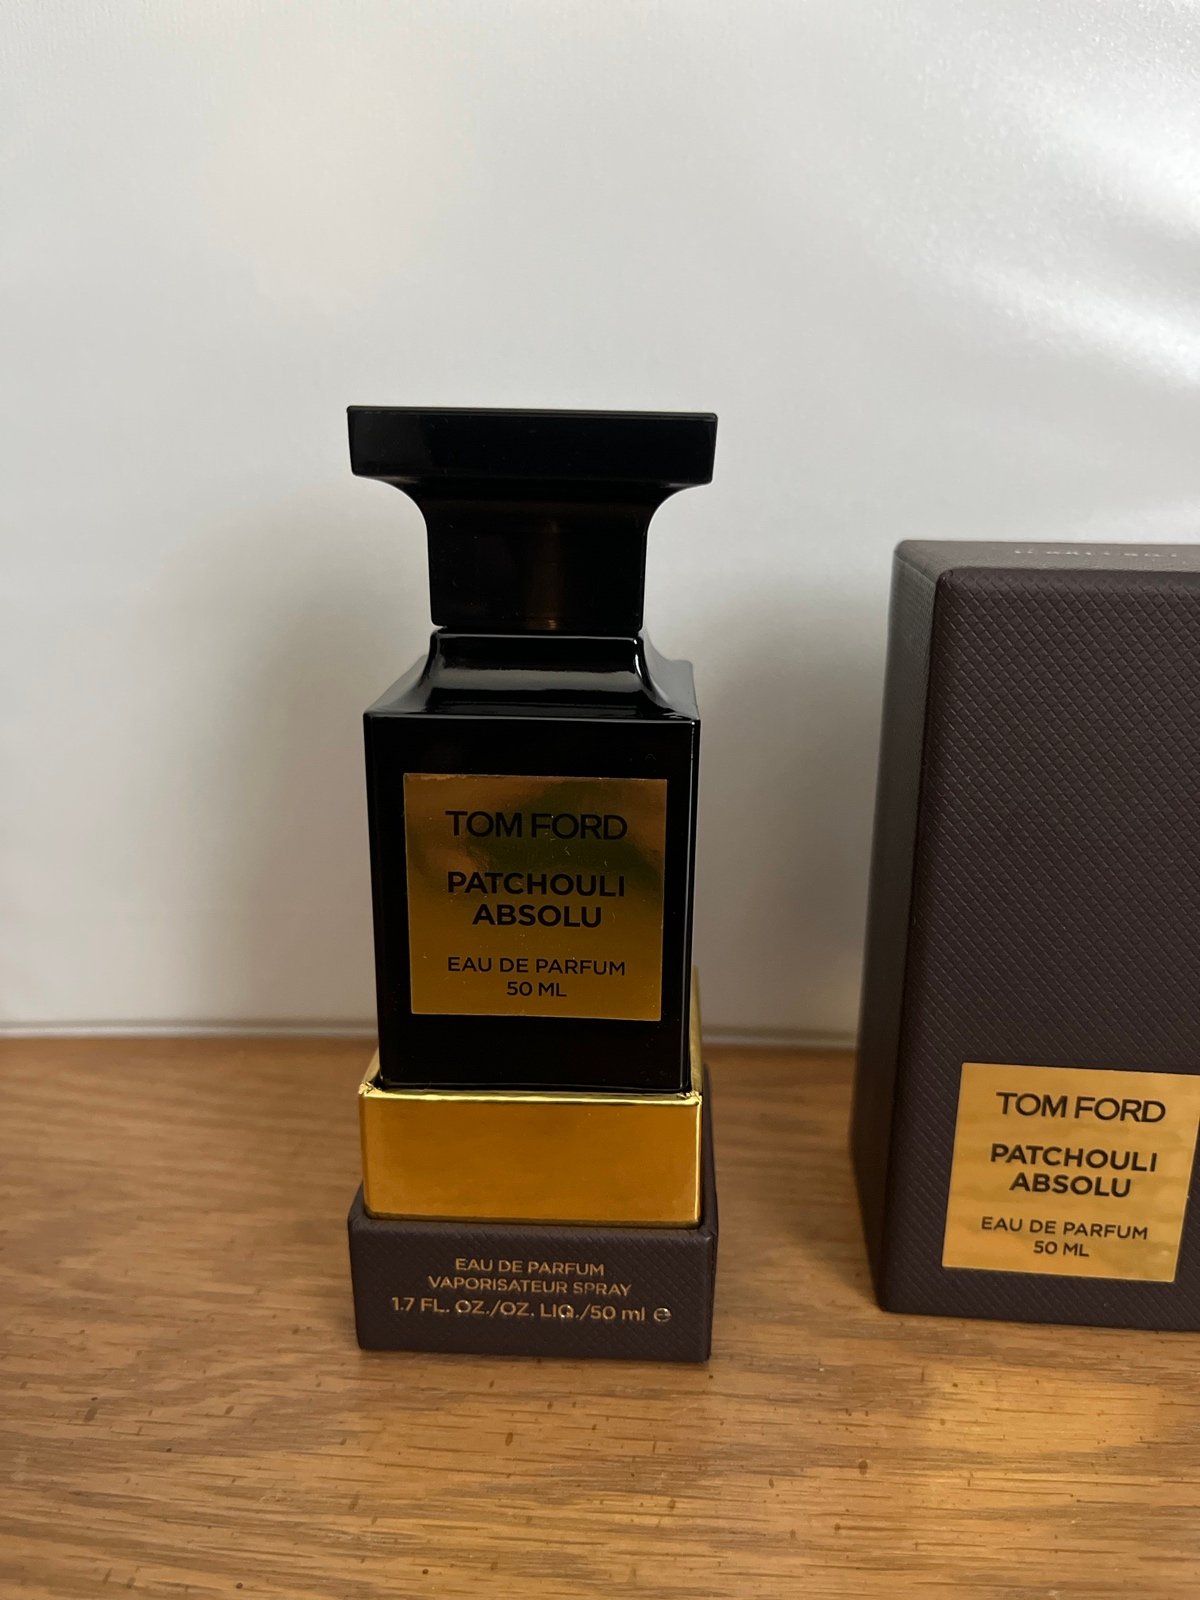 TOM FORD
PATCHOULI
ABSOLU
EAU DE PARFUM
50 ML
EAU DE PARFUM
VAPORISATEUR SPRAY
1.7 FL. OZ./OZ. LIQ./50 ml ℮
TOM FORD
PATCHOULI
ABSOLU
EAU DE PARFUM
50 ML